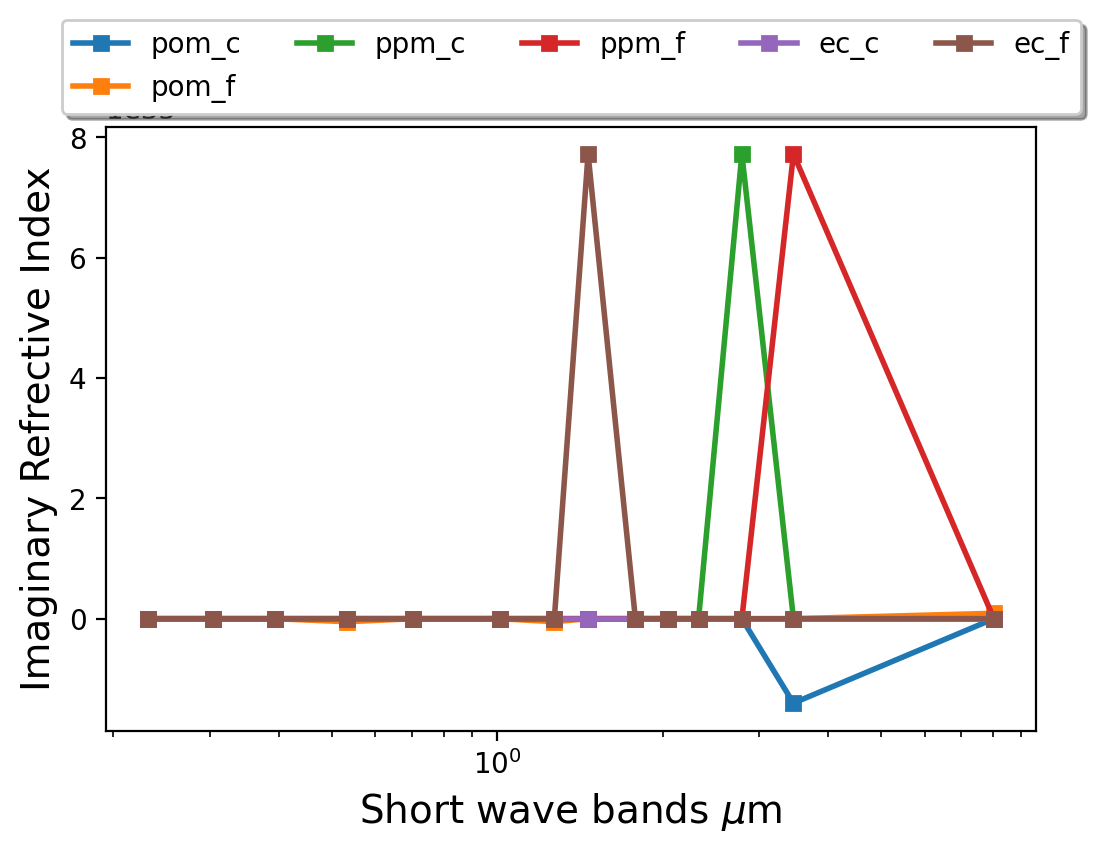 pom_c ppm_c ppm_f ec_c ec_f
pom_f
8
6
4
2
0
Imaginary Refrective Index
10⁰
Short wave bands μm